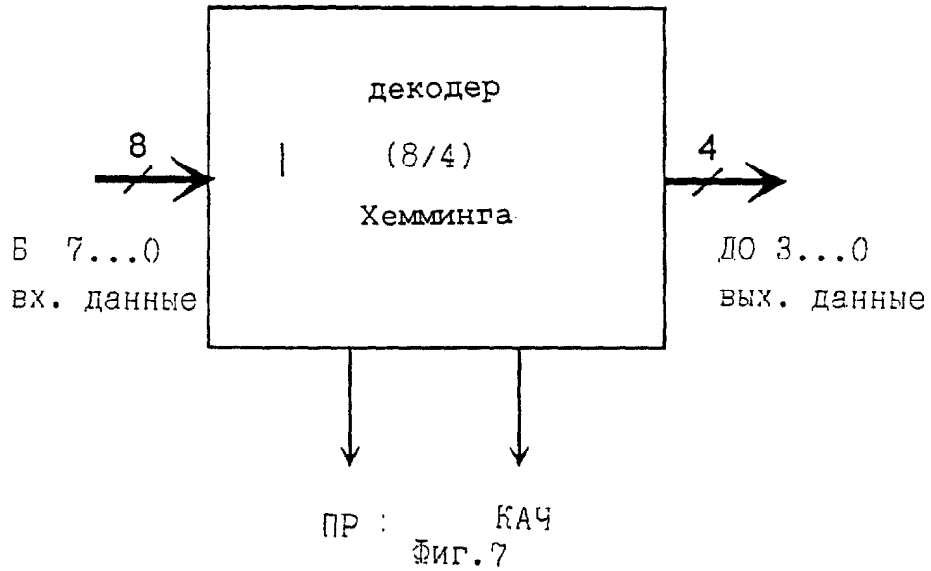 декодер
8
(8/4)
4
Хемминга
Б 7...0
ДО 3...0
вх. данные
вых. данные
ПР :
КАЧ
Фиг.7